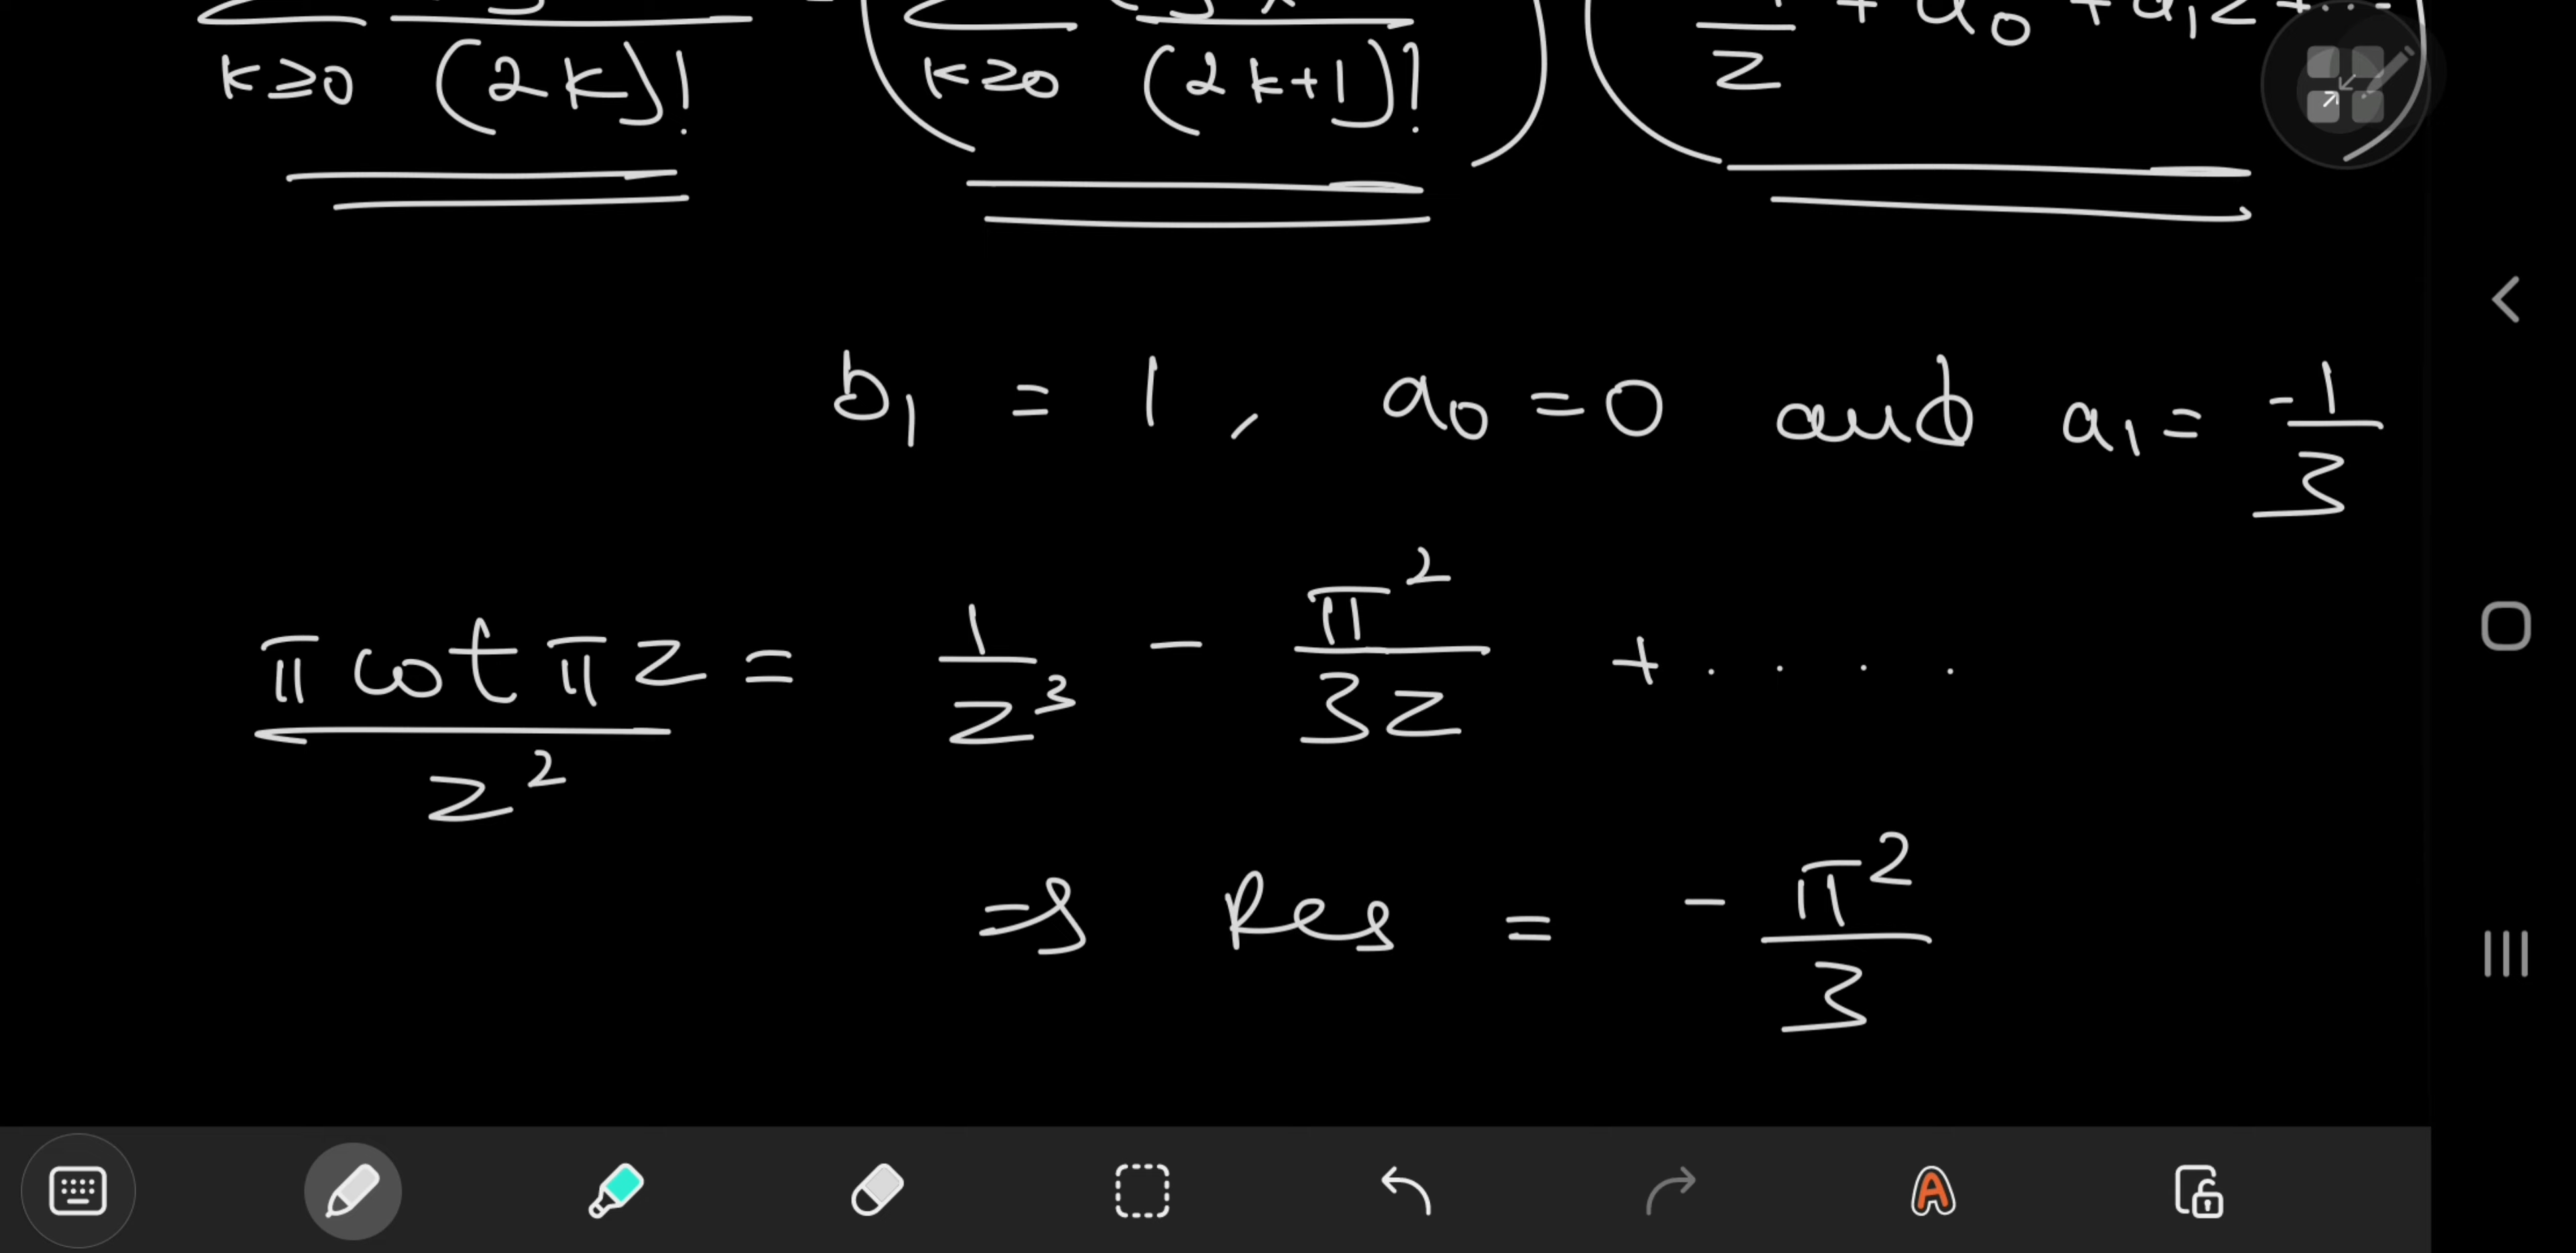 k≥0 (2k)! k≥0 (2k+1)! z + a₀ + a₁z + ...
b₁ = 1, a₀ = 0 and a₁ = -1/3
π cot πz / z² = 1/z³ - π²/3z + ....
⇒ Res = - π²/3
A